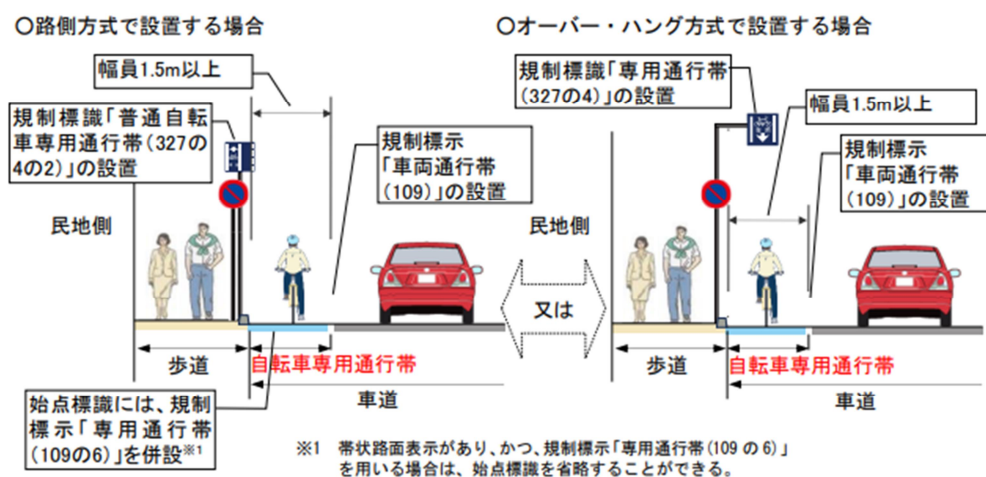 〇路側方式で設置する場合
幅員1.5m以上
規制標識「普通自転
車専用通行帯(327の
4の2)」の設置
規制標示
「車両通行帯
(109)」の設置
民地側
歩道
自転車専用通行帯
車道
始点標識には、規制
標示「専用通行帯
(109の6)」を併設※1
又は
〇オーバー・ハング方式で設置する場合
規制標識「専用通行帯
(327の4)」の設置
幅員1.5m以上
規制標示
「車両通行帯
(109)」の設置
民地側
歩道
自転車専用通行帯
車道
※1 帯状路面表示があり、かつ、規制標示「専用通行帯(109 の 6)」
を用いる場合は、始点標識を省略することができる。